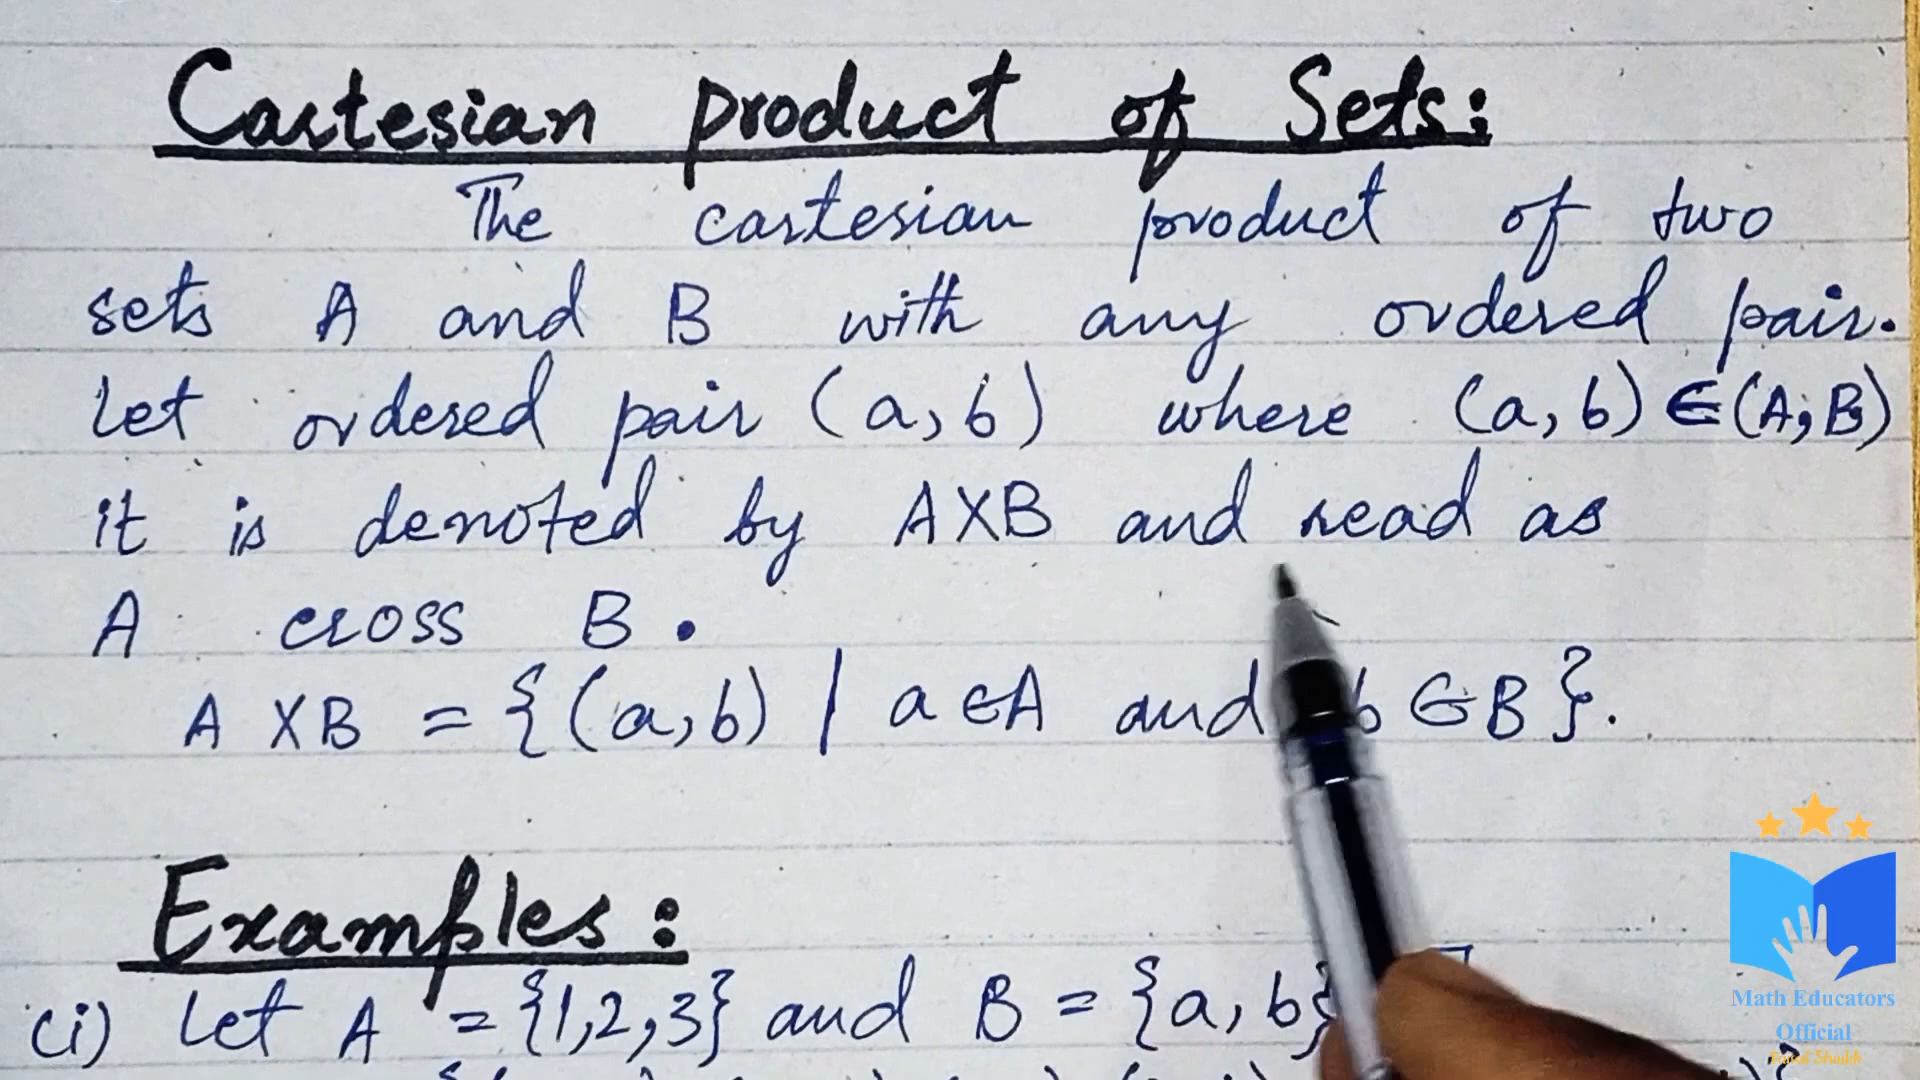 Cartesian product of Sets:
The cartesian product of two
sets A and B with any ordered pair.
Let ordered pair (a, b) where (a, b) ∈ (A, B)
it is denoted by AXB and read as
A cross B.
A X B = {(a, b) / a ∈ A and b ∈ B}.
Examples:
(i) Let A = {1,2,3} and B = {a, b}
Math Educators
Official